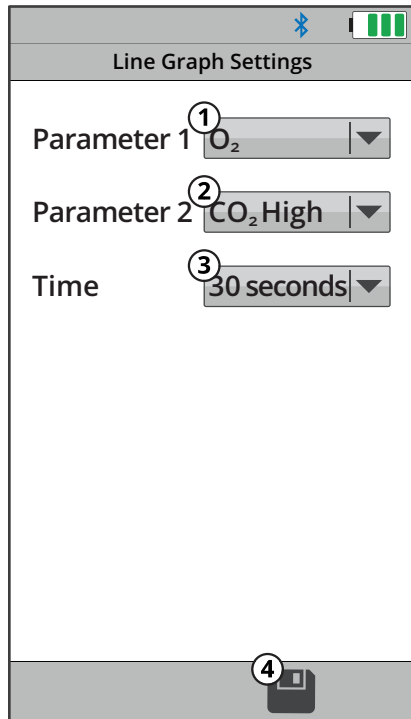 Line Graph Settings
1
Parameter 1 O₂
2
Parameter 2 CO₂ High
3
Time 30 seconds
4